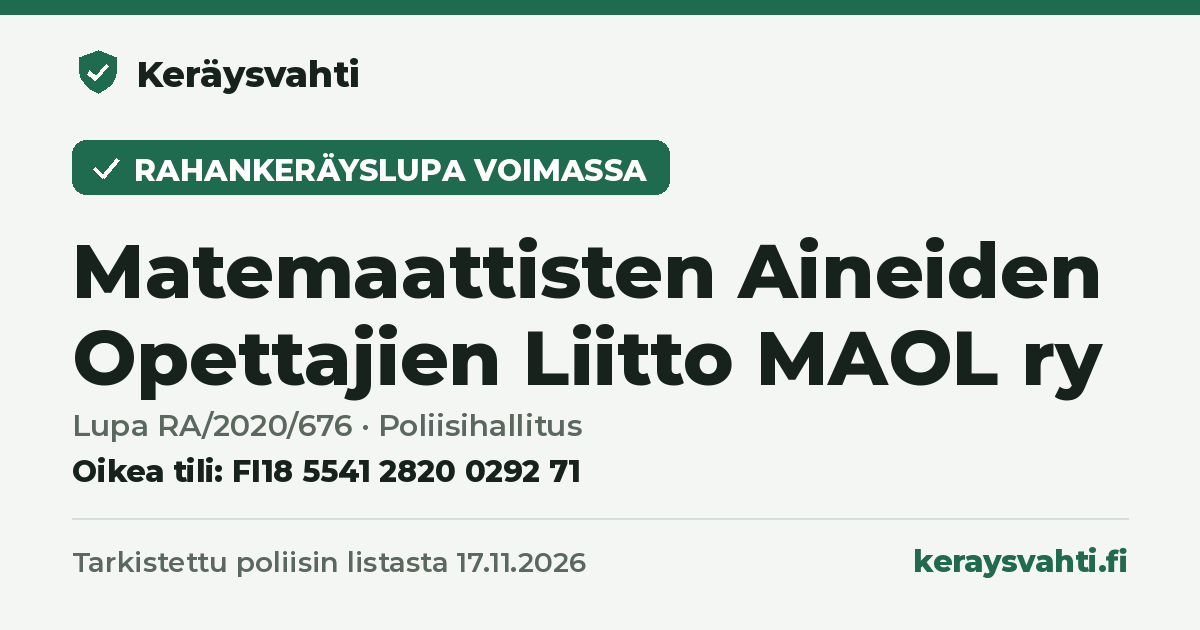 Keräysvahti
RAHANKERÄYSLUPA VOIMASSA
Matemaattisten Aineiden
Opettajien Liitto MAOL ry
Lupa RA/2020/676 · Poliisihallitus
Oikea tili: FI18 5541 2820 0292 71
Tarkistettu poliisin listasta 17.11.2026
keraysvahti.fi